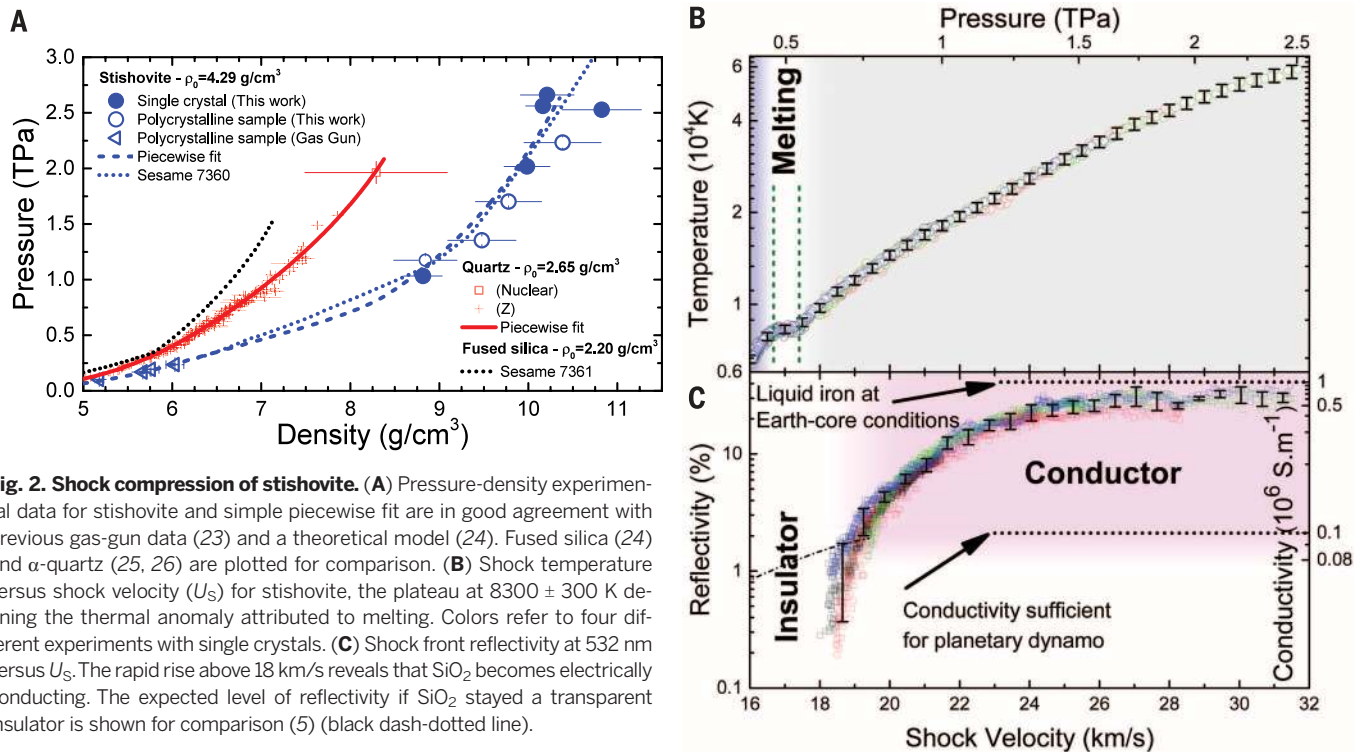 A
Pressure (TPa)
3.0
2.5
2.0
1.5
1.0
0.5
0.0
Stishovite - ρ₀=4.29 g/cm³
Single crystal (This work)
Polycrystalline sample (This work)
Polycrystalline sample (Gas Gun)
Piecewise fit
Sesame 7360
Quartz - ρ₀=2.65 g/cm³
(Nuclear)
(Z)
Piecewise fit
Fused silica - ρ₀=2.20 g/cm³
Sesame 7361
5 6 7 8 9 10 11
Density (g/cm³)
ig. 2. Shock compression of stishovite. (A) Pressure-density experimen-
al data for stishovite and simple piecewise fit are in good agreement with
revious gas-gun data (23) and a theoretical model (24). Fused silica (24)
nd α-quartz (25, 26) are plotted for comparison. (B) Shock temperature
ersus shock velocity (U_S) for stishovite, the plateau at 8300 ± 300 K de-
ning the thermal anomaly attributed to melting. Colors refer to four dif-
erent experiments with single crystals. (C) Shock front reflectivity at 532 nm
ersus U_S. The rapid rise above 18 km/s reveals that SiO₂ becomes electrically
onducting. The expected level of reflectivity if SiO₂ stayed a transparent
nsulator is shown for comparison (5) (black dash-dotted line).
B
Pressure (TPa)
0.5 1 1.5 2 2.5
Temperature (10⁴K)
6
4
2
1
0.6
Melting
C
Reflectivity (%)
10
1
0.1
Liquid iron at
Earth-core conditions
Insulator
Conductor
Conductivity sufficient
for planetary dynamo
Conductivity (10⁶ S.m⁻¹)
1
0.5
0.1
0.08
16 18 20 22 24 26 28 30 32
Shock Velocity (km/s)